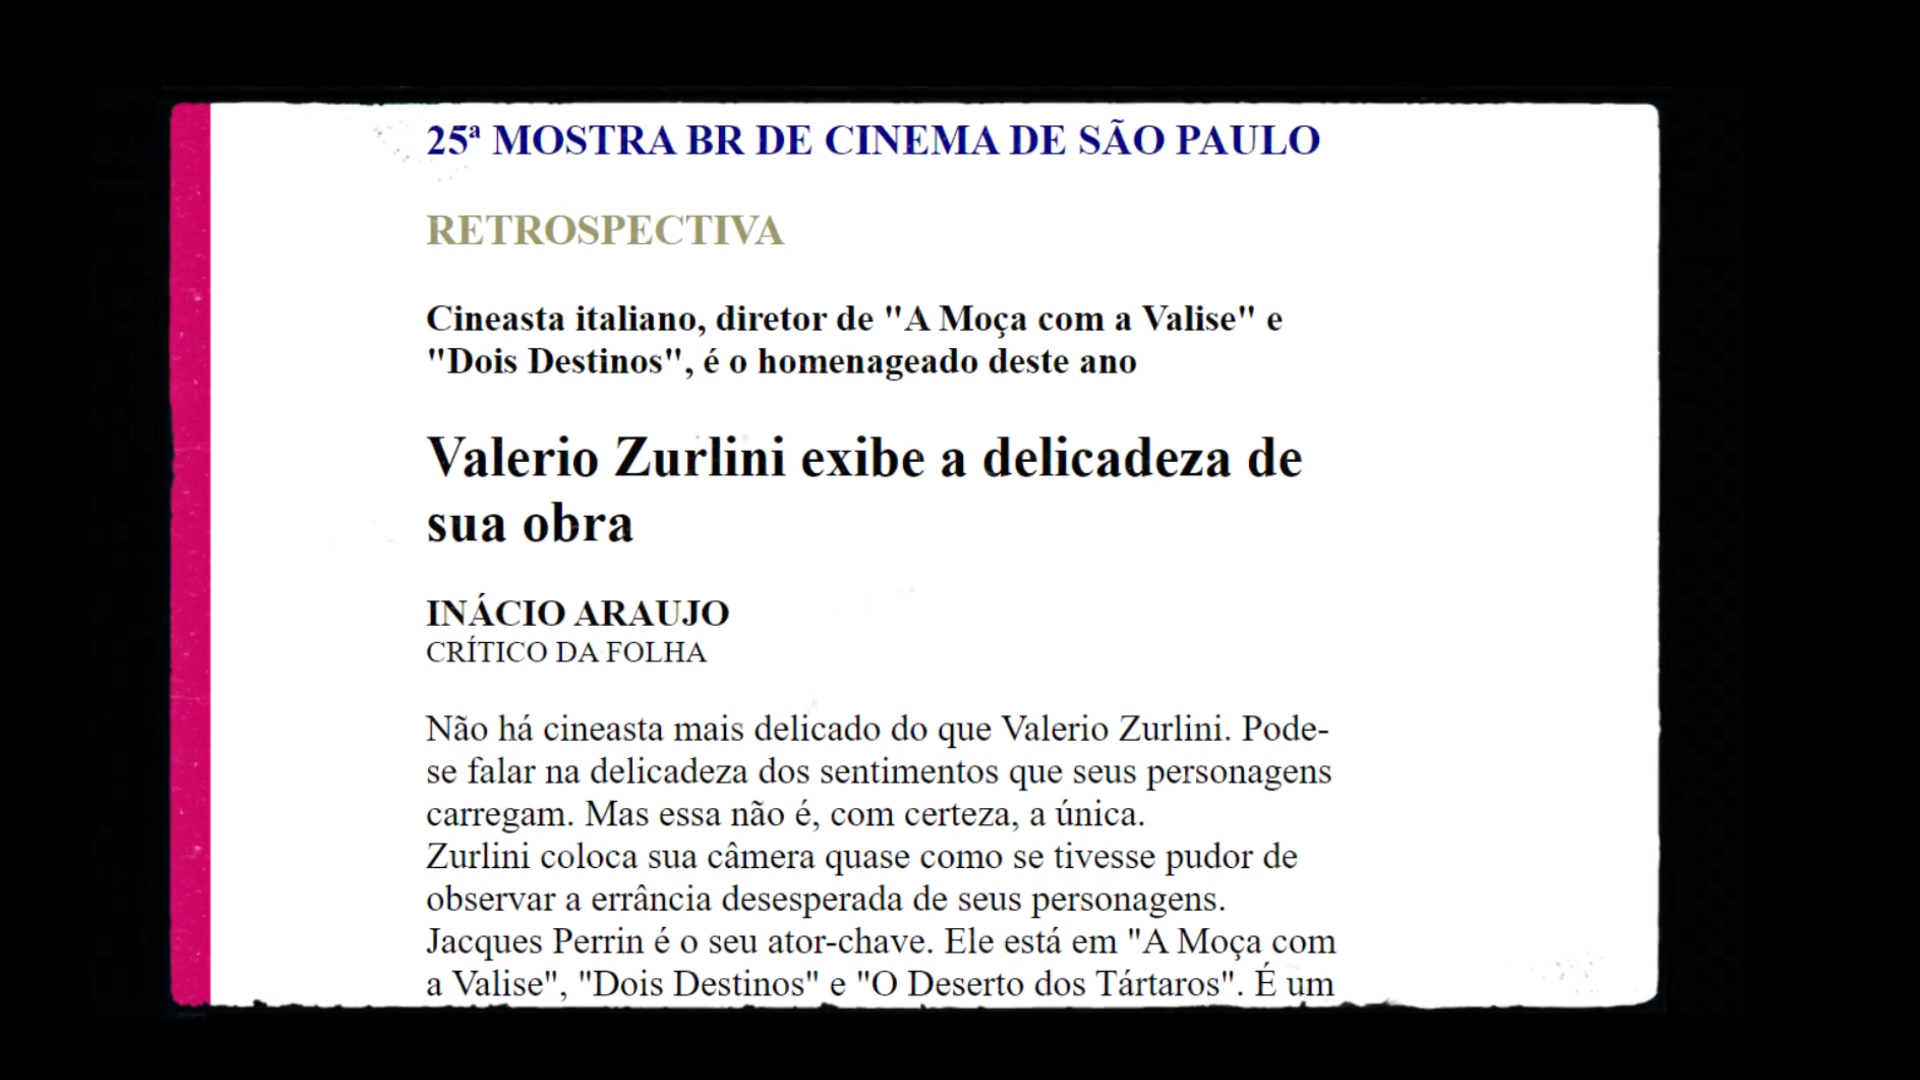 25ª MOSTRA BR DE CINEMA DE SÃO PAULO
RETROSPECTIVA
Cineasta italiano, diretor de "A Moça com a Valise" e
"Dois Destinos", é o homenageado deste ano
Valerio Zurlini exibe a delicadeza de
sua obra
INÁCIO ARAUJO
CRÍTICO DA FOLHA
Não há cineasta mais delicado do que Valerio Zurlini. Pode-
se falar na delicadeza dos sentimentos que seus personagens
carregam. Mas essa não é, com certeza, a única.
Zurlini coloca sua câmera quase como se tivesse pudor de
observar a errância desesperada de seus personagens.
Jacques Perrin é o seu ator-chave. Ele está em "A Moça com
a Valise", "Dois Destinos" e "O Deserto dos Tártaros". É um